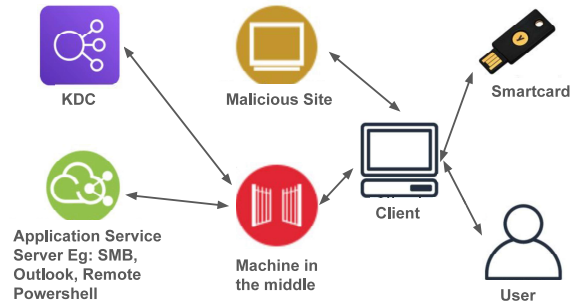 KDC
Malicious Site
Smartcard
Client
Application Service
Server Eg: SMB,
Outlook, Remote
Powershell
Machine in
the middle
User
Y